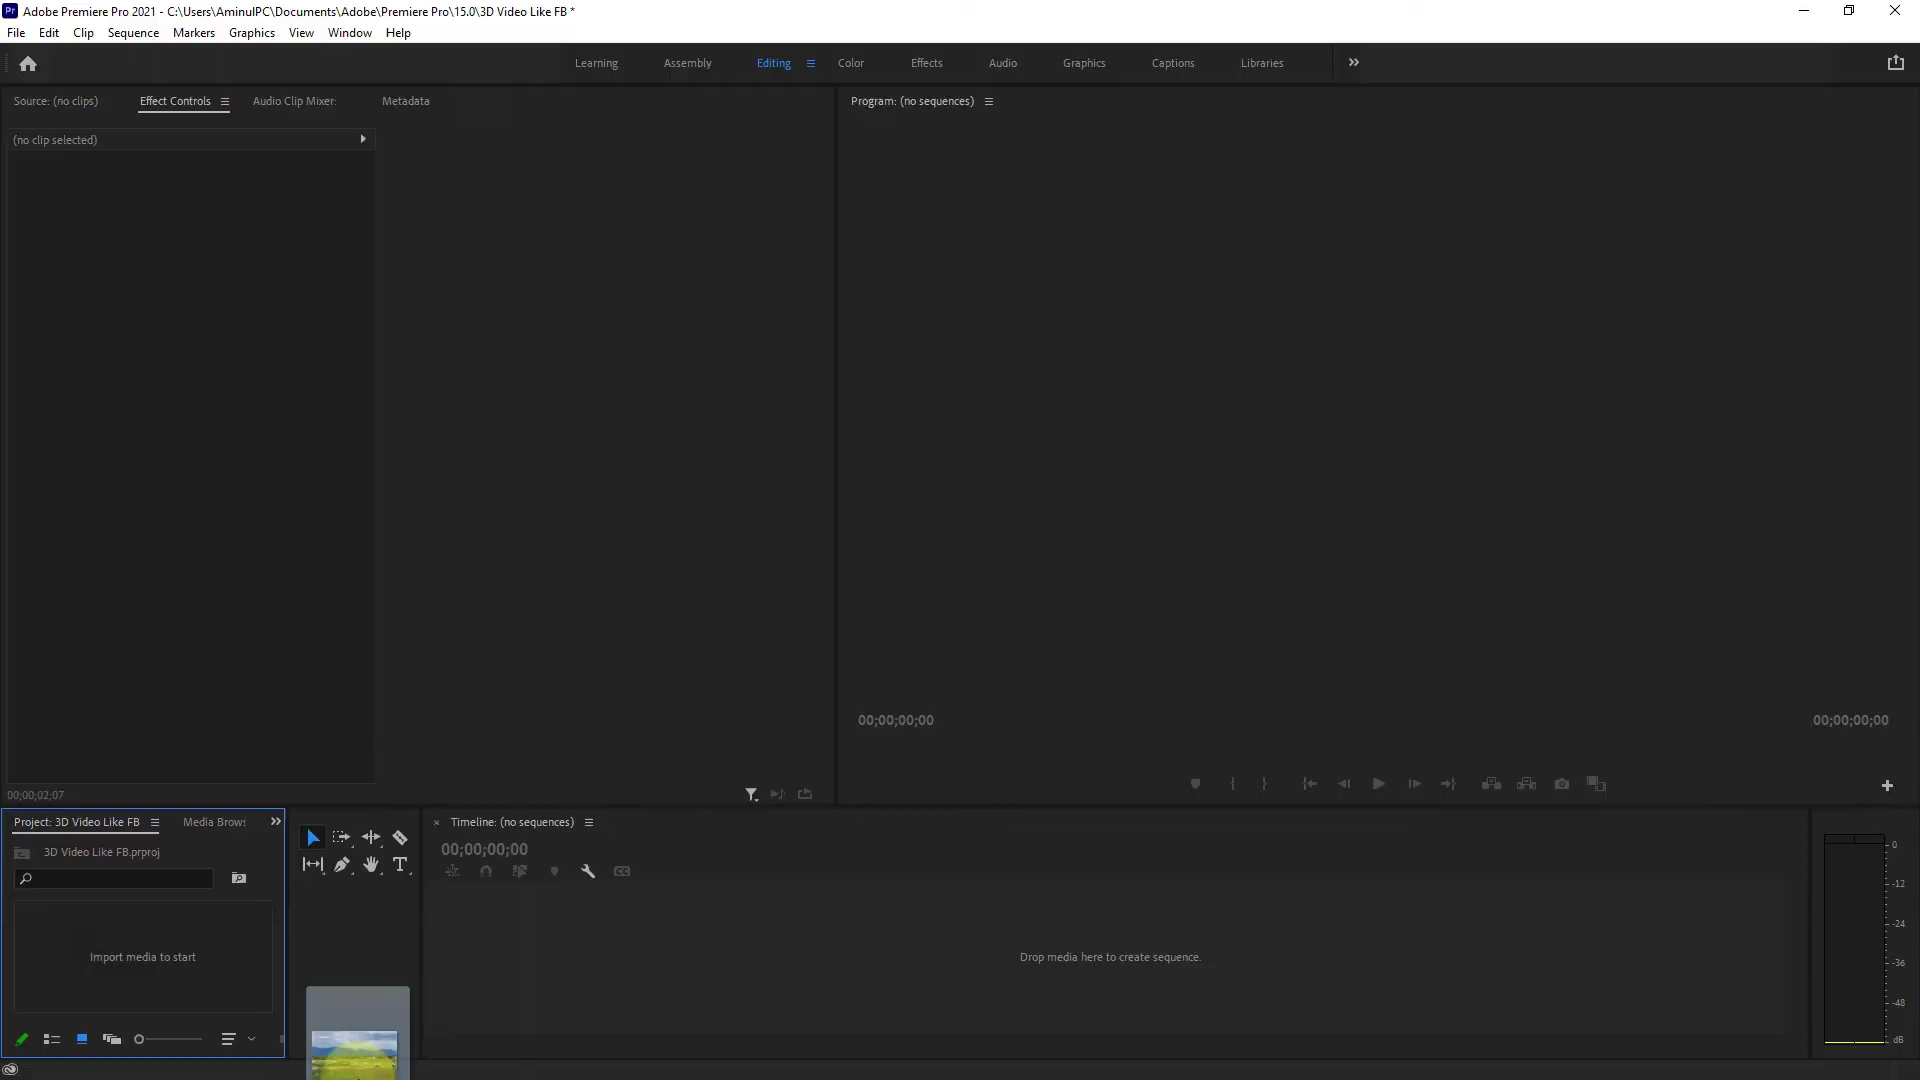 Pr Adobe Premiere Pro 2021 - C:\Users\AminulPC\Documents\Adobe\Premiere Pro\15.0\3D Video Like FB *
File Edit Clip Sequence Markers Graphics View Window Help
Learning Assembly Editing Color Effects Audio Graphics Captions Libraries
Source: (no clips) Effect Controls Audio Clip Mixer: Metadata
Program: (no sequences)
(no clip selected)
00;00;00;00 00;00;00;00
00;00;02;07
Project: 3D Video Like FB Media Brows
Timeline: (no sequences)
3D Video Like FB.prproj
00;00;00;00
Import media to start
Drop media here to create sequence.
0
-12
-24
-36
-48
dB